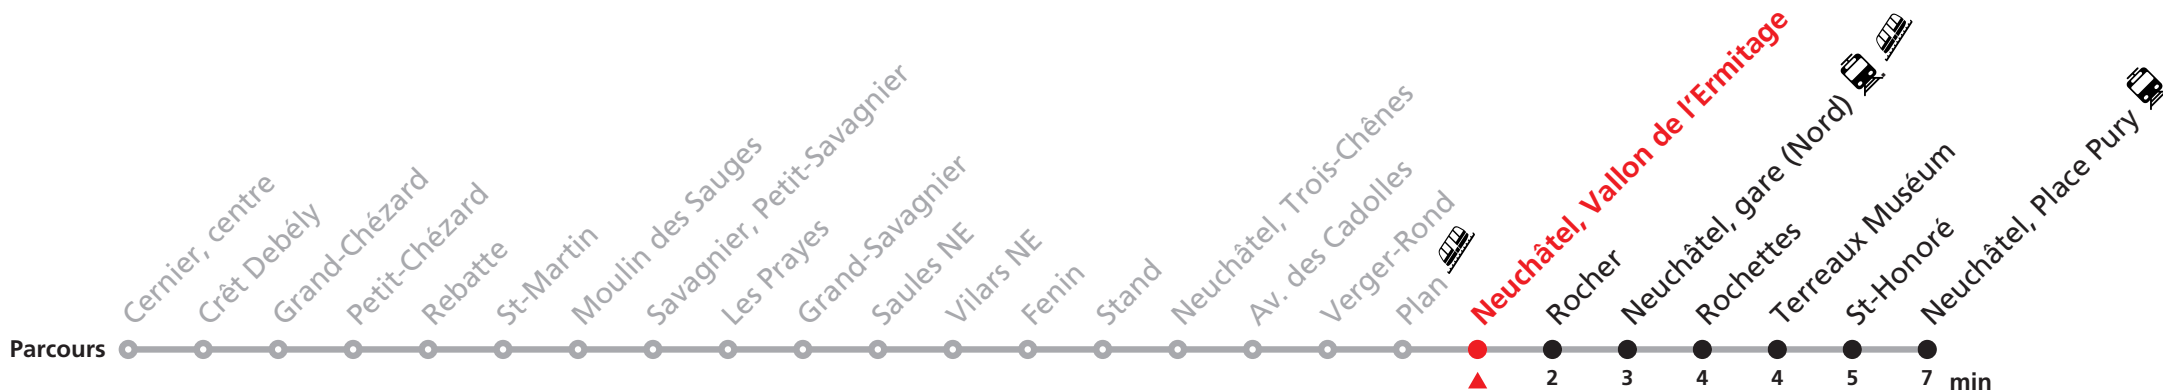 Parcours
Cernier, centre
Crêt Debély
Grand-Chézard
Petit-Chézard
Rebatte
St-Martin
Moulin des Sauges
Savagnier, Petit-Savagnier
Les Prayes
Grand-Savagnier
Saules NE
Vilars NE
Fenin
Stand
Neuchâtel, Trois-Chênes
Av. des Cadolles
Verger-Rond
Plan
Neuchâtel, Vallon de l'Ermitage
Rocher
Neuchâtel, gare (Nord)
Rochettes
Terreaux Muséum
St-Honoré
Neuchâtel, Place Pury
2 3 4 4 5 7 min